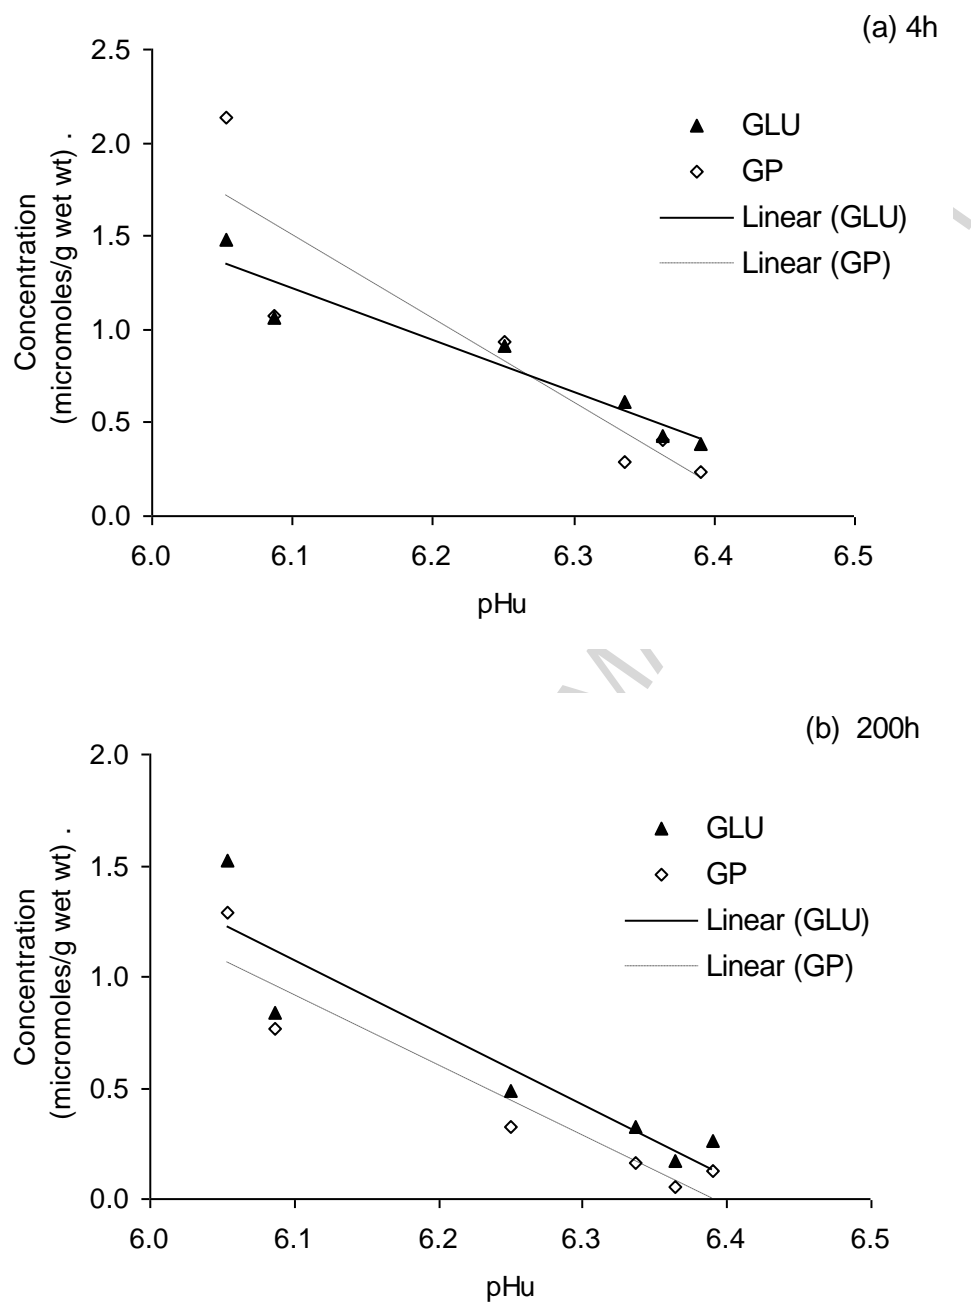 (a) 4h
2.5
2.0
1.5
1.0
0.5
0.0
Concentration
(micromoles/g wet wt) .
GLU
GP
Linear (GLU)
Linear (GP)
6.0 6.1 6.2 6.3 6.4 6.5
pHu
(b) 200h
2.0
1.5
1.0
0.5
0.0
Concentration
(micromoles/g wet wt) .
GLU
GP
Linear (GLU)
Linear (GP)
6.0 6.1 6.2 6.3 6.4 6.5
pHu